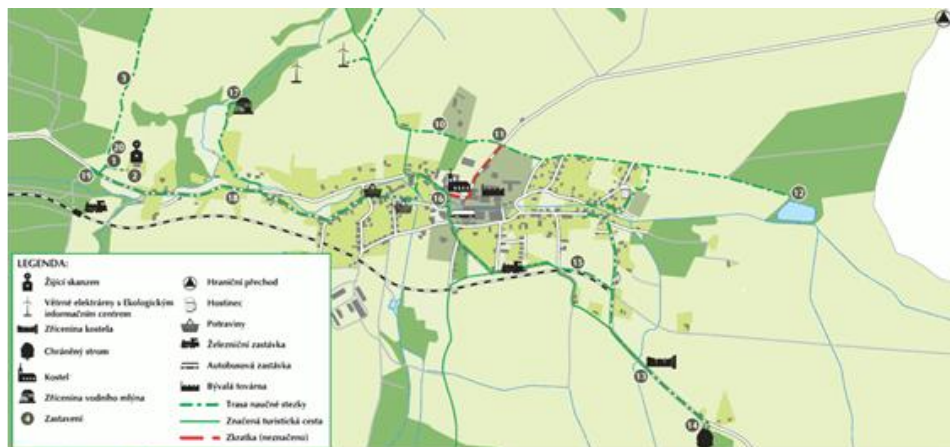 3
17
10
11
20
1
2
19
18
16
12
15
13
14
LEGENDA:
Žijící skanzen
Větrné elektrárny s Ekologickým
informačním centrem
Zřícenina kostela
Chráněný strom
Kostel
Zřícenina vodního mlýna
4 Zastavení
Hraniční přechod
Hostinec
Potraviny
Železniční zastávka
Autobusová zastávka
Bývalá továrna
Trasa naučné stezky
Značená turistická cesta
Zkratka (neznačeno)